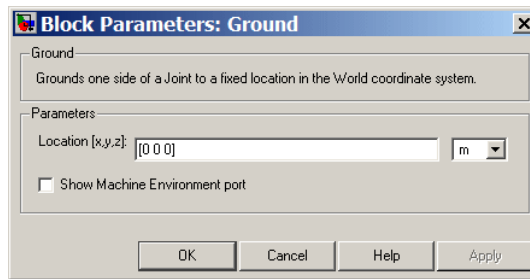 Block Parameters: Ground
Ground
Grounds one side of a Joint to a fixed location in the World coordinate system.
Parameters
Location [x,y,z]: [0 0 0] m
Show Machine Environment port
OK Cancel Help Apply